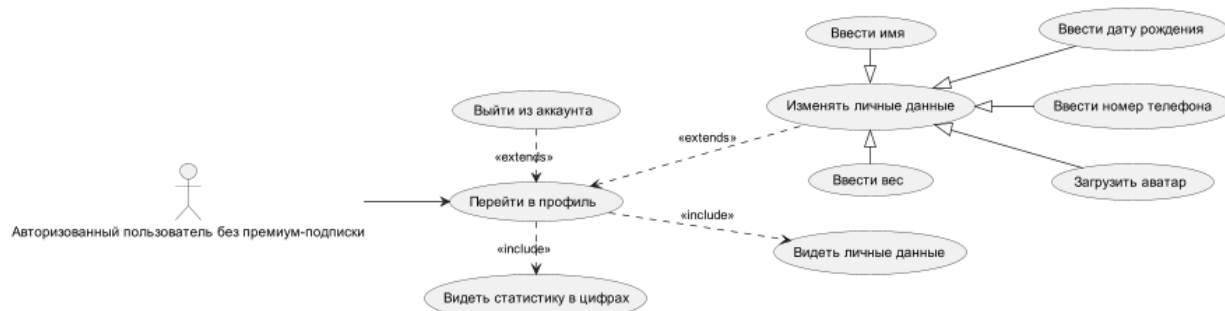 Ввести имя
Ввести дату рождения
Выйти из аккаунта
Изменять личные данные
Ввести номер телефона
«extends»
«extends»
Ввести вес
Загрузить аватар
Перейти в профиль
«include»
Авторизованный пользователь без премиум-подписки
«include»
Видеть личные данные
Видеть статистику в цифрах